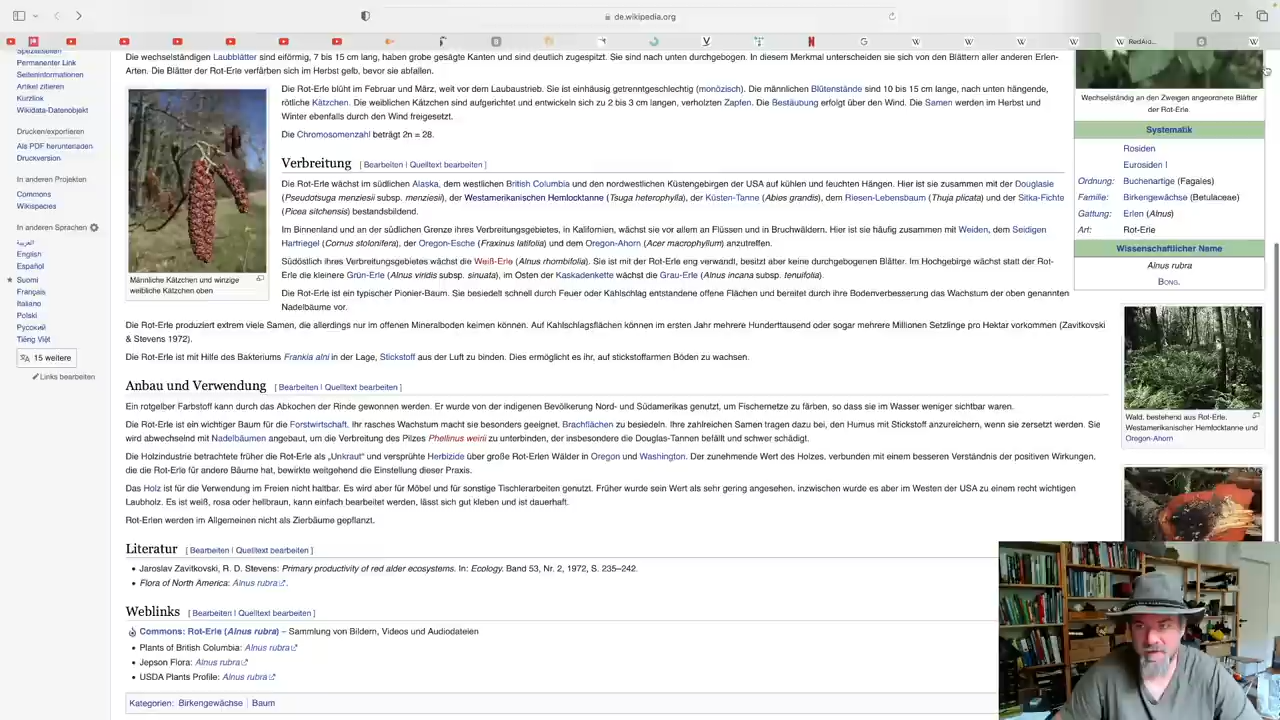 de.wikipedia.org
RedAlo...
Spezialseiten
Permanenter Link
Seiteninformationen
Artikel zitieren
Kurzlink
Wikidata-Datenobjekt
Drucken/exportieren
Als PDF herunterladen
Druckversion
In anderen Projekten
Commons
Wikispecies
In anderen Sprachen
العربية
English
Español
Suomi
Français
Italiano
Polski
Русский
Tiếng Việt
15 weitere
Links bearbeiten
Die wechselständigen Laubblätter sind eiförmig, 7 bis 15 cm lang, haben grobe gesägte Kanten und sind deutlich zugespitzt. Sie sind nach unten durchgebogen. In diesem Merkmal unterscheiden sie sich von den Blättern aller anderen Erlen-
Arten. Die Blätter der Rot-Erle verfärben sich im Herbst gelb, bevor sie abfallen.
Männliche Kätzchen und winzige
weibliche Kätzchen oben
Die Rot-Erle blüht im Februar und März, weit vor dem Laubaustrieb. Sie ist einhäusig getrenntgeschlechtig (monözisch). Die männlichen Blütenstände sind 10 bis 15 cm lange, nach unten hängende,
rötliche Kätzchen. Die weiblichen Kätzchen sind aufgerichtet und entwickeln sich zu 2 bis 3 cm langen, verholzten Zapfen. Die Bestäubung erfolgt über den Wind. Die Samen werden im Herbst und
Winter ebenfalls durch den Wind freigesetzt.
Die Chromosomenzahl beträgt 2n = 28.
Verbreitung [ Bearbeiten | Quelltext bearbeiten ]
Die Rot-Erle wächst im südlichen Alaska, dem westlichen British Columbia und den nordwestlichen Küstengebirgen der USA auf kühlen und feuchten Hängen. Hier ist sie zusammen mit der Douglasie
(Pseudotsuga menziesii subsp. menziesii), der Westamerikanischen Hemlocktanne (Tsuga heterophylla), der Küsten-Tanne (Abies grandis), dem Riesen-Lebensbaum (Thuja plicata) und der Sitka-Fichte
(Picea sitchensis) bestandsbildend.
Im Binnenland und an der südlichen Grenze ihres Verbreitungsgebietes, in Kalifornien, wächst sie vor allem an Flüssen und in Bruchwäldern. Hier ist sie häufig zusammen mit Weiden, dem Seidigen
Hartriegel (Cornus stolonifera), der Oregon-Esche (Fraxinus latifolia) und dem Oregon-Ahorn (Acer macrophyllum) anzutreffen.
Südöstlich ihres Verbreitungsgebietes wächst die Weiß-Erle (Alnus rhombifolia). Sie ist mit der Rot-Erle eng verwandt, besitzt aber keine durchgebogenen Blätter. Im Hochgebirge wächst statt der Rot-
Erle die kleinere Grün-Erle (Alnus viridis subsp. sinuata), im Osten der Kaskadenkette wächst die Grau-Erle (Alnus incana subsp. tenuifolia).
Die Rot-Erle ist ein typischer Pionier-Baum. Sie besiedelt schnell durch Feuer oder Kahlschlag entstandene offene Flächen und bereitet durch ihre Bodenverbesserung das Wachstum der oben genannten
Nadelbäume vor.
Die Rot-Erle produziert extrem viele Samen, die allerdings nur im offenen Mineralboden keimen können. Auf Kahlschlagsflächen können im ersten Jahr mehrere Hunderttausend oder sogar mehrere Millionen Setzlinge pro Hektar vorkommen (Zavitkovski
& Stevens 1972).
Die Rot-Erle ist mit Hilfe des Bakteriums Frankia alni in der Lage, Stickstoff aus der Luft zu binden. Dies ermöglicht es ihr, auf stickstoffarmen Böden zu wachsen.
Anbau und Verwendung [ Bearbeiten | Quelltext bearbeiten ]
Ein rotgelber Farbstoff kann durch das Abkochen der Rinde gewonnen werden. Er wurde von der indigenen Bevölkerung Nord- und Südamerikas genutzt, um Fischernetze zu färben, so dass sie im Wasser weniger sichtbar waren.
Die Rot-Erle ist ein wichtiger Baum für die Forstwirtschaft. Ihr rasches Wachstum macht sie besonders geeignet, Brachflächen zu besiedeln. Ihre zahlreichen Samen tragen dazu bei, den Humus mit Stickstoff anzureichern, wenn sie zersetzt werden. Sie
wird abwechselnd mit Nadelbäumen angebaut, um die Verbreitung des Pilzes Phellinus weirii zu unterbinden, der insbesondere die Douglas-Tannen befällt und schwer schädigt.
Die Holzindustrie betrachtete früher die Rot-Erle als „Unkraut“ und versprühte Herbizide über große Rot-Erlen Wälder in Oregon und Washington. Der zunehmende Wert des Holzes, verbunden mit einem besseren Verständnis der positiven Wirkungen,
die die Rot-Erle für andere Bäume hat, bewirkte weitgehend die Einstellung dieser Praxis.
Das Holz ist für die Verwendung im Freien nicht haltbar. Es wird aber für Möbel und für sonstige Tischlerarbeiten genutzt. Früher wurde sein Wert als sehr gering angesehen, inzwischen wurde es aber im Westen der USA zu einem recht wichtigen
Laubholz. Es ist weiß, rosa oder hellbraun, kann einfach bearbeitet werden, lässt sich gut kleben und ist dauerhaft.
Rot-Erlen werden im Allgemeinen nicht als Zierbäume gepflanzt.
Literatur [ Bearbeiten | Quelltext bearbeiten ]
Jaroslav Zavitkovski, R. D. Stevens: Primary productivity of red alder ecosystems. In: Ecology. Band 53, Nr. 2, 1972, S. 235–242.
Flora of North America: Alnus rubra.
Weblinks [ Bearbeiten | Quelltext bearbeiten ]
Commons: Rot-Erle (Alnus rubra) – Sammlung von Bildern, Videos und Audiodateien
Plants of British Columbia: Alnus rubra
Jepson Flora: Alnus rubra
USDA Plants Profile: Alnus rubra
Kategorien: Birkengewächse | Baum
Wechselständig an den Zweigen angeordnete Blätter
der Rot-Erle
Systematik
Rosiden
Eurosiden I
Ordnung: Buchenartige (Fagales)
Familie: Birkengewächse (Betulaceae)
Gattung: Erlen (Alnus)
Art: Rot-Erle
Wissenschaftlicher Name
Alnus rubra
Bong.
Wald, bestehend aus Rot-Erle,
Westamerikanischer Hemlocktanne und
Oregon-Ahorn